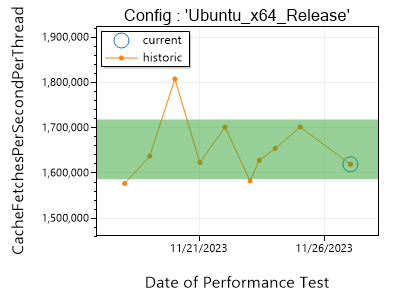 Config : 'Ubuntu_x64_Release'
CacheFetchesPerSecondPerThread
1,900,000
1,800,000
1,700,000
1,600,000
1,500,000
current
historic
11/21/2023
11/26/2023
Date of Performance Test